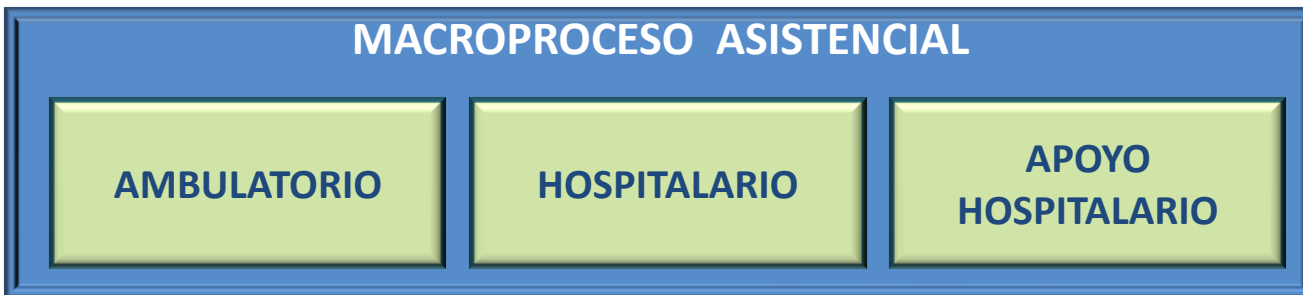 MACROPROCESO ASISTENCIAL
AMBULATORIO
HOSPITALARIO
APOYO
HOSPITALARIO